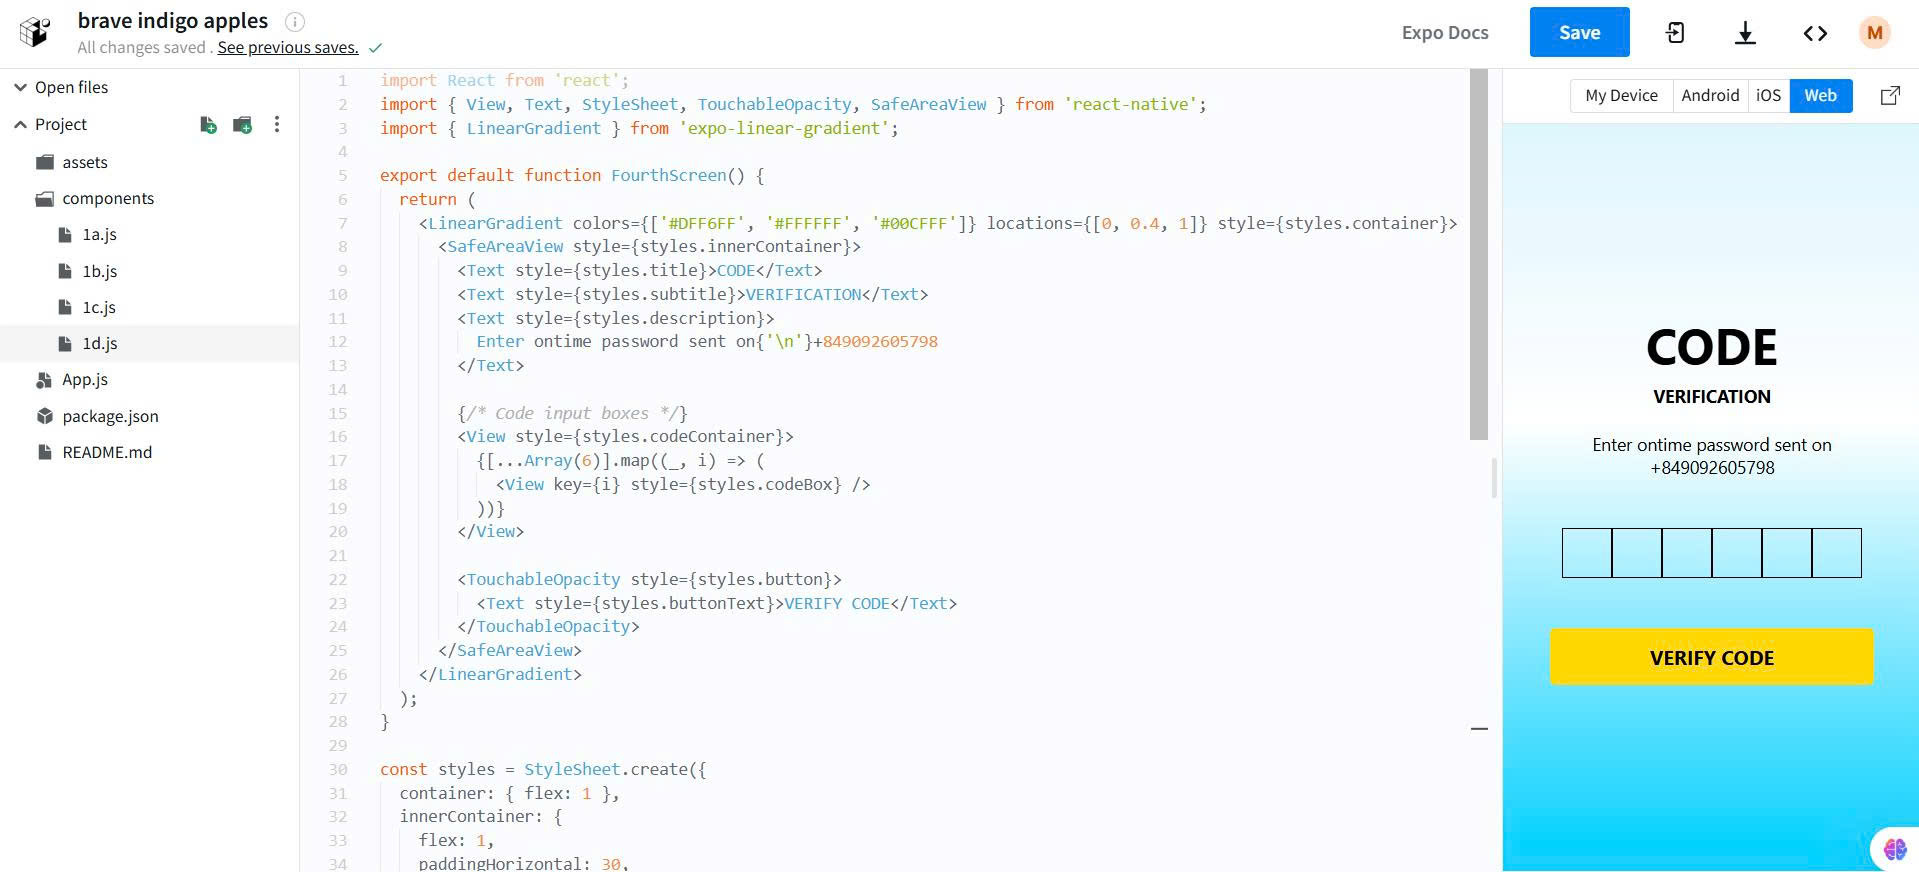 brave indigo apples
All changes saved . See previous saves.
Expo Docs
Save
M
Open files
Project
assets
components
1a.js
1b.js
1c.js
1d.js
App.js
package.json
README.md
1 import React from 'react';
2 import { View, Text, StyleSheet, TouchableOpacity, SafeAreaView } from 'react-native';
3 import { LinearGradient } from 'expo-linear-gradient';
4
5 export default function FourthScreen() {
6 return (
7 <LinearGradient colors={['#DFF6FF', '#FFFFFF', '#00CFFF']} locations={[0, 0.4, 1]} style={styles.container}>
8 <SafeAreaView style={styles.innerContainer}>
9 <Text style={styles.title}>CODE</Text>
10 <Text style={styles.subtitle}>VERIFICATION</Text>
11 <Text style={styles.description}>
12 Enter ontime password sent on{'\n'}+849092605798
13 </Text>
14
15 {/* Code input boxes */}
16 <View style={styles.codeContainer}>
17 {[...Array(6)].map((_, i) => (
18 <View key={i} style={styles.codeBox} />
19 ))}
20 </View>
21
22 <TouchableOpacity style={styles.button}>
23 <Text style={styles.buttonText}>VERIFY CODE</Text>
24 </TouchableOpacity>
25 </SafeAreaView>
26 </LinearGradient>
27 );
28 }
29
30 const styles = StyleSheet.create({
31 container: { flex: 1 },
32 innerContainer: {
33 flex: 1,
34 paddingHorizontal: 30,
My Device
Android
iOS
Web
CODE
VERIFICATION
Enter ontime password sent on
+849092605798
VERIFY CODE